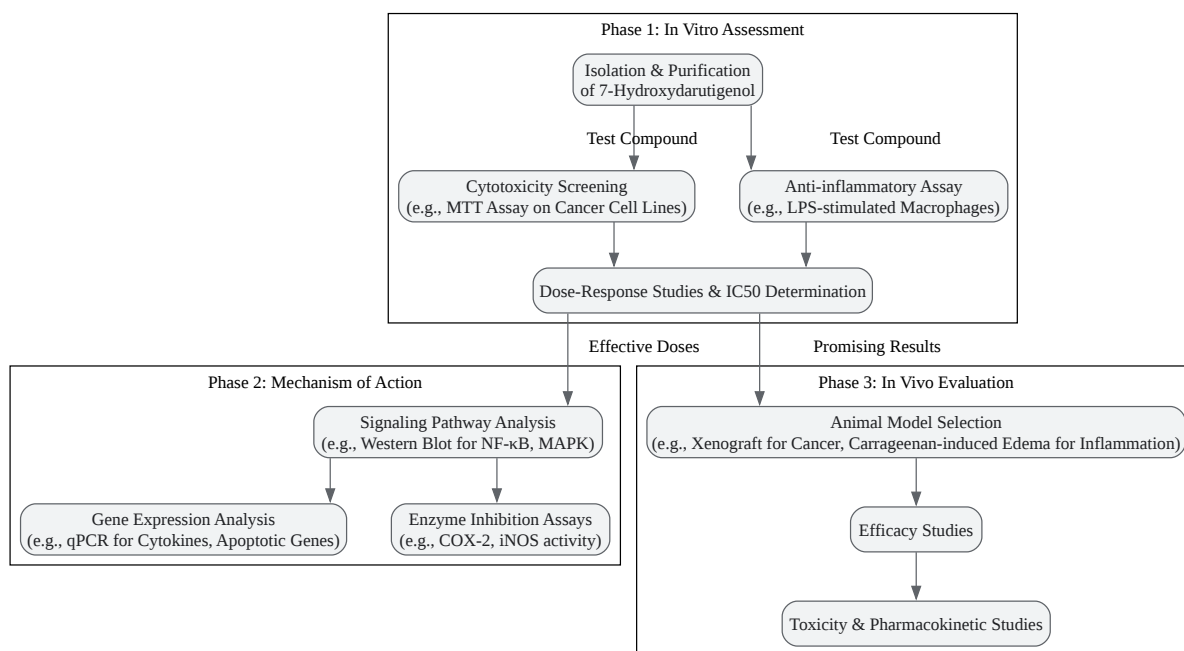 Phase 1: In Vitro Assessment
Isolation & Purification
of 7-Hydroxydarutigenol
Test Compound
Test Compound
Cytotoxicity Screening
(e.g., MTT Assay on Cancer Cell Lines)
Anti-inflammatory Assay
(e.g., LPS-stimulated Macrophages)
Dose-Response Studies & IC50 Determination
Effective Doses
Promising Results
Phase 2: Mechanism of Action
Signaling Pathway Analysis
(e.g., Western Blot for NF-κB, MAPK)
Gene Expression Analysis
(e.g., qPCR for Cytokines, Apoptotic Genes)
Enzyme Inhibition Assays
(e.g., COX-2, iNOS activity)
Phase 3: In Vivo Evaluation
Animal Model Selection
(e.g., Xenograft for Cancer, Carrageenan-induced Edema for Inflammation)
Efficacy Studies
Toxicity & Pharmacokinetic Studies